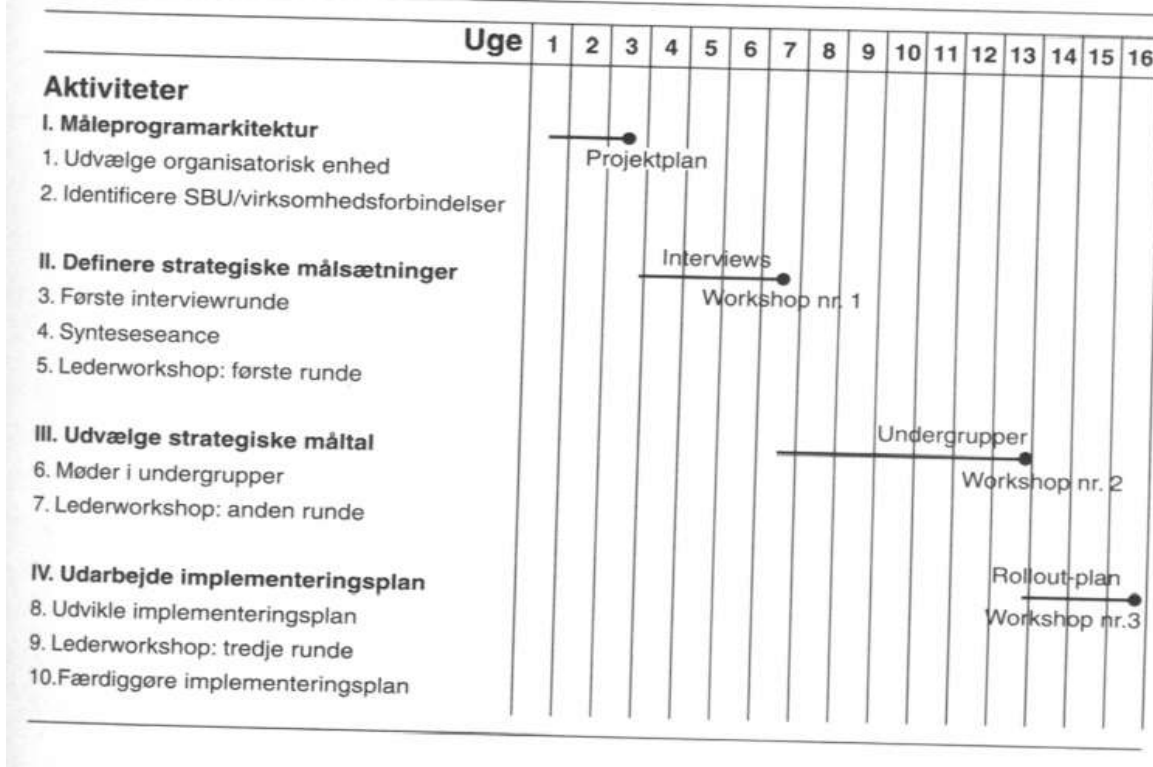 Uge 1 2 3 4 5 6 7 8 9 10 11 12 13 14 15 16
Aktiviteter
I. Måleprogramarkitektur
Projektplan
1. Udvælge organisatorisk enhed
2. Identificere SBU/virksomhedsforbindelser
Interviews
II. Definere strategiske målsætninger
Workshop nr. 1
3. Første interviewrunde
4. Synteseseance
5. Lederworkshop: første runde
Undergrupper
III. Udvælge strategiske måltal
Workshop nr. 2
6. Møder i undergrupper
7. Lederworkshop: anden runde
Rollout-plan
IV. Udarbejde implementeringsplan
Workshop nr.3
8. Udvikle implementeringsplan
9. Lederworkshop: tredje runde
10.Færdiggøre implementeringsplan